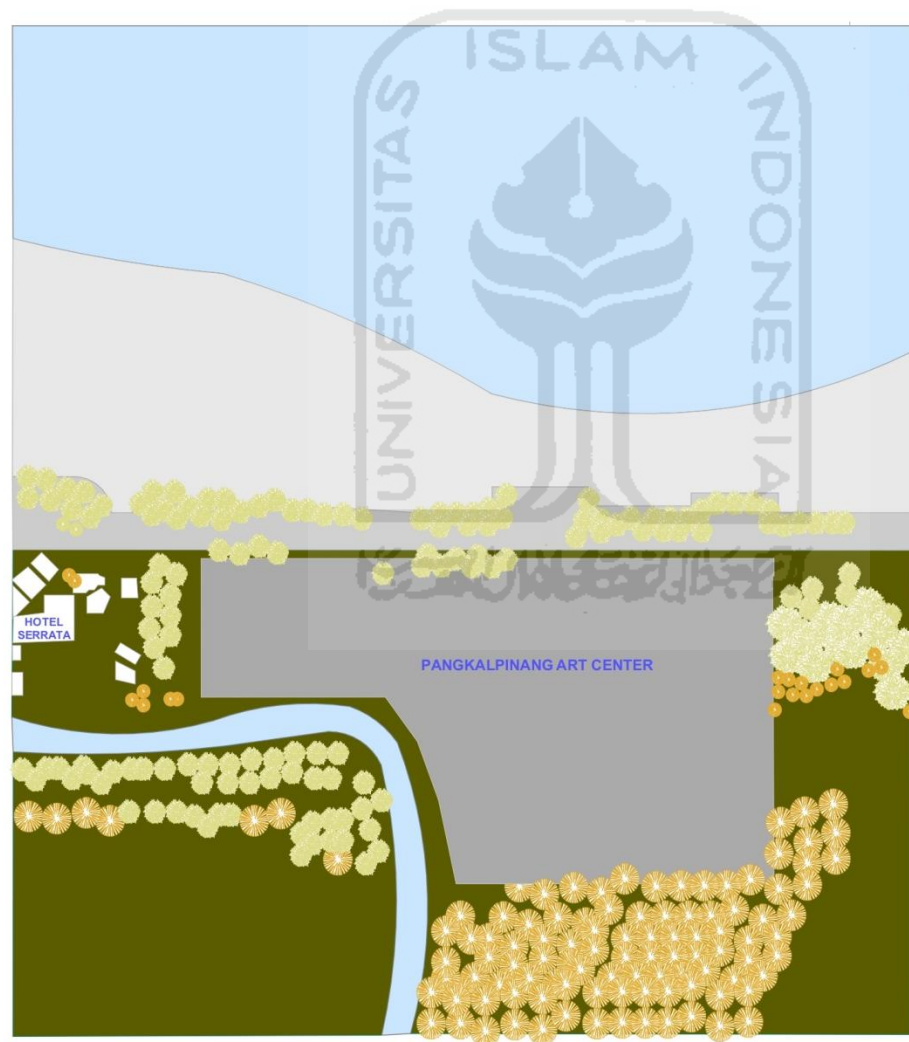 ISLAM
UNIVERSITAS
INDONESIA
HOTEL
SERRATA
PANGKALPINANG ART CENTER